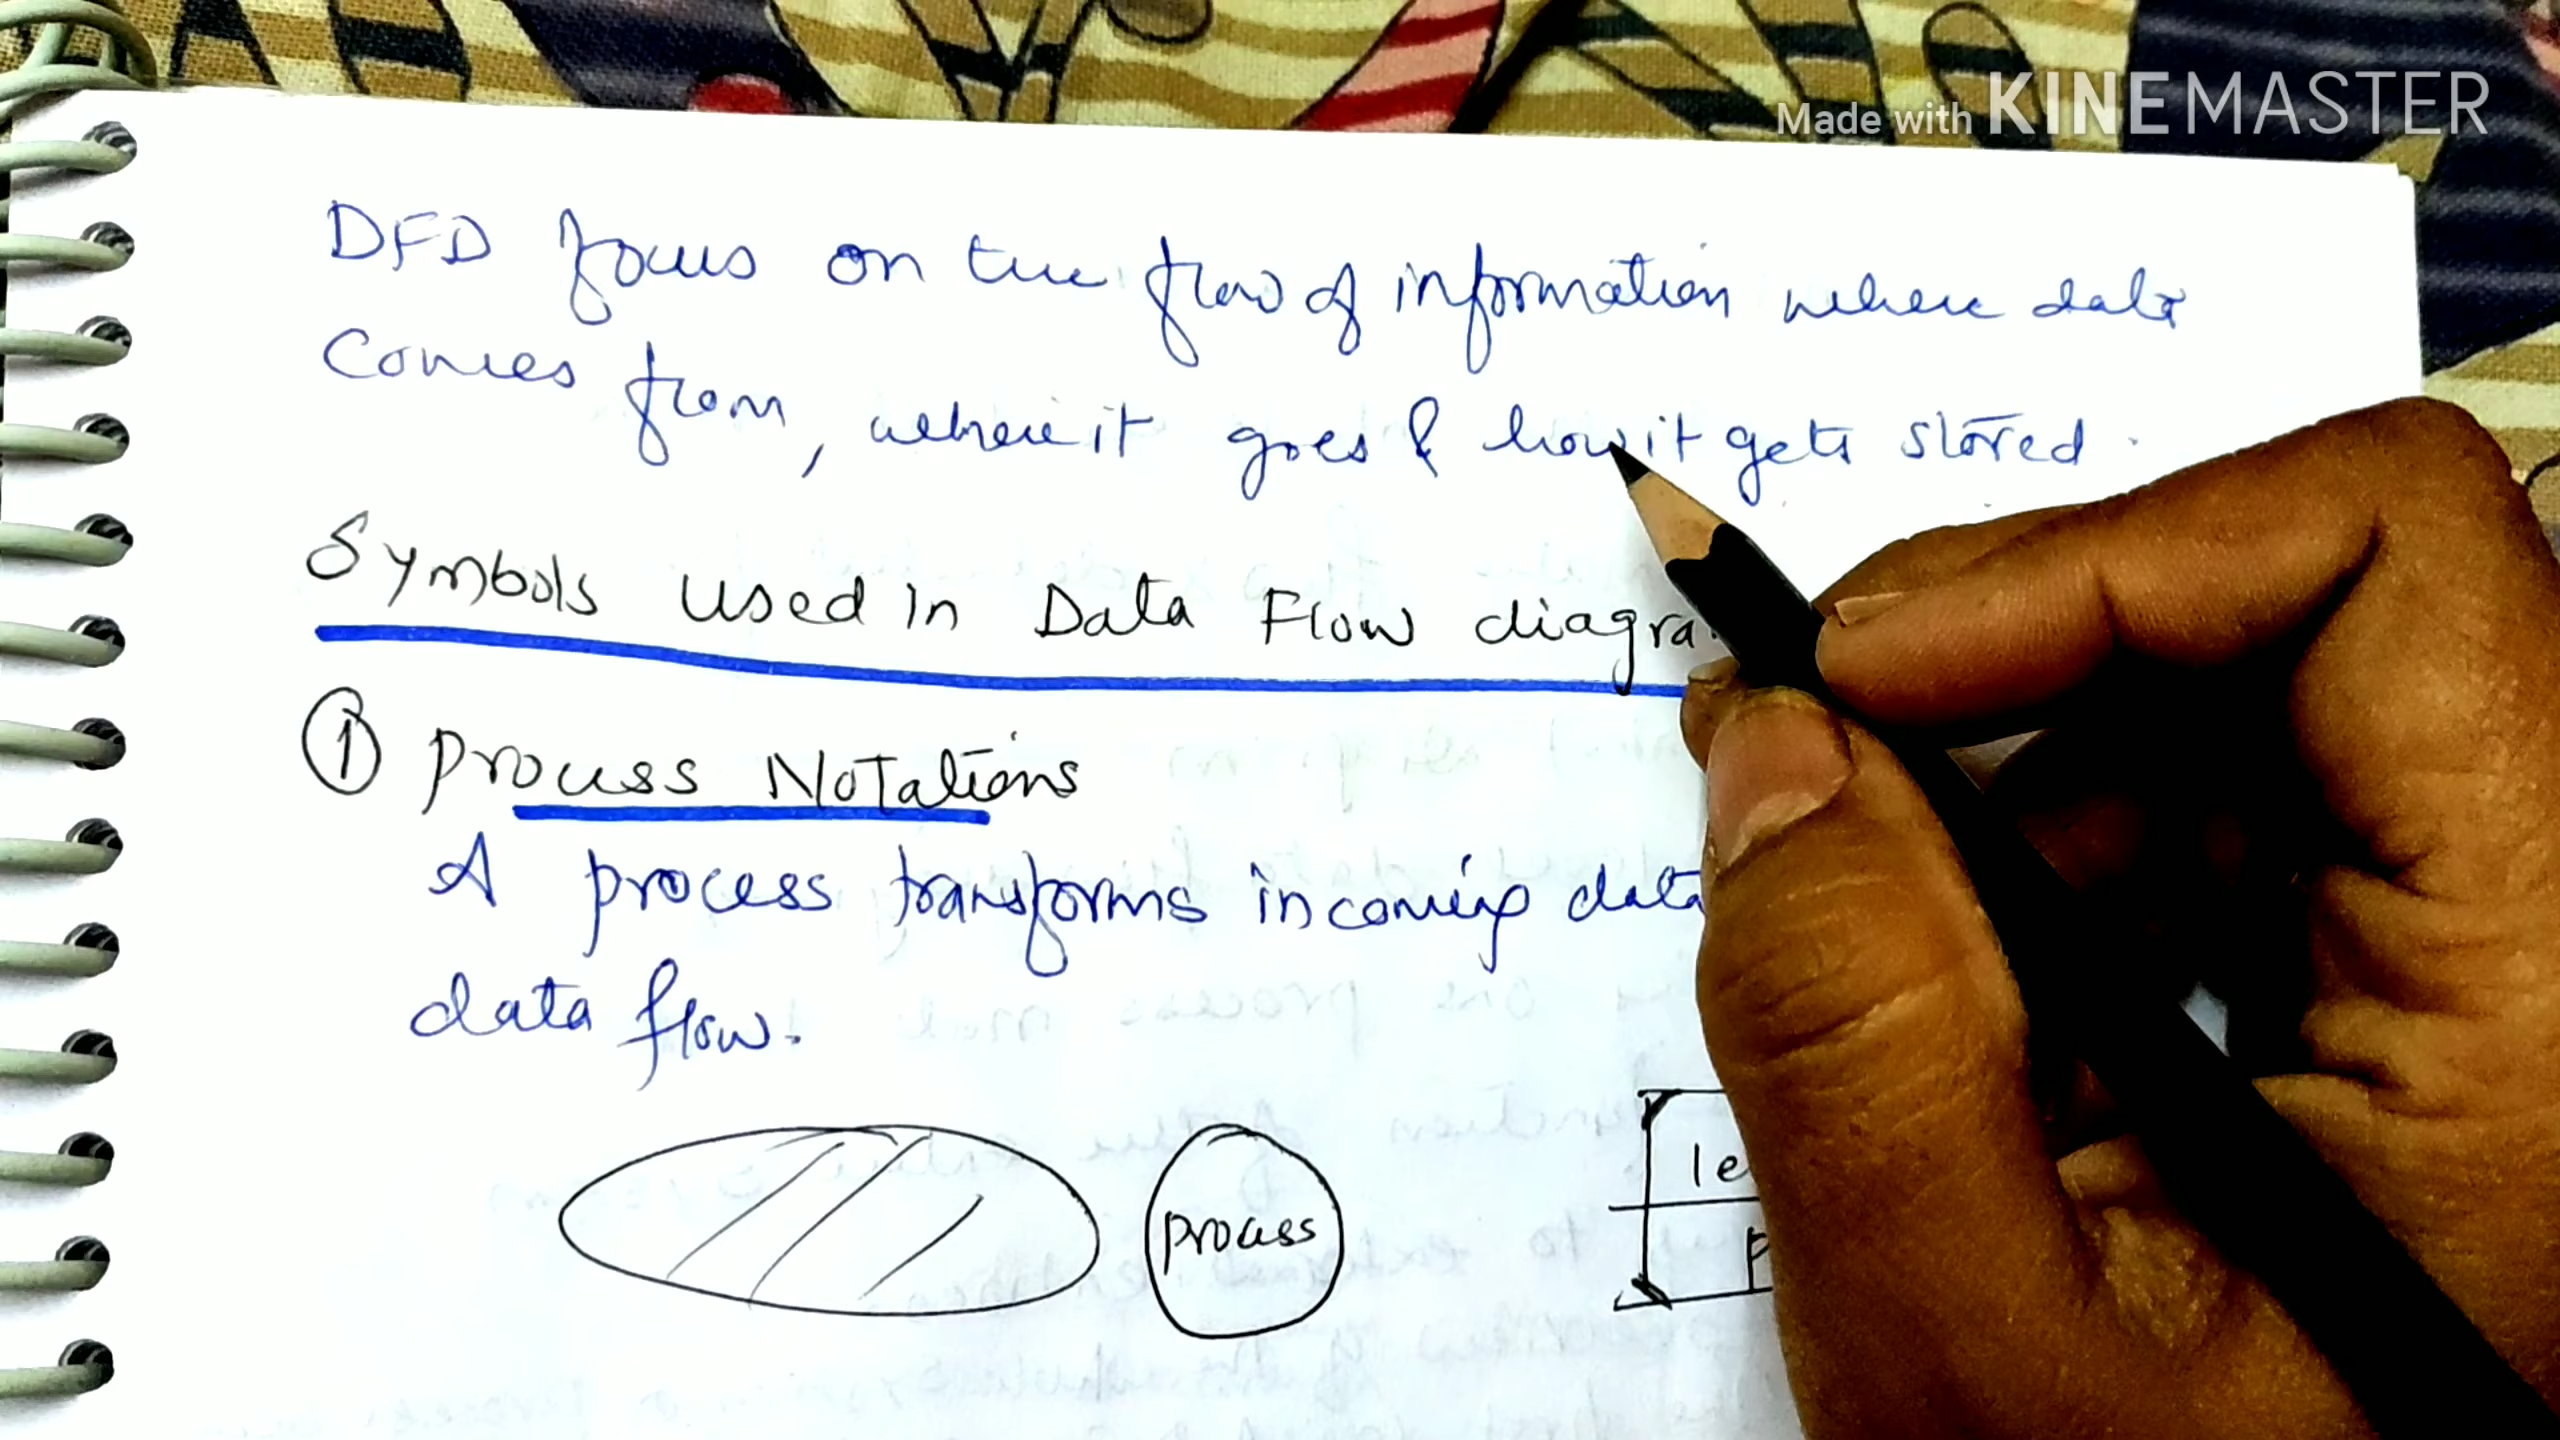 Made with KINEMASTER
DFD focus on the flow of information where data
comes from, where it goes & how it gets stored.
Symbols used in Data Flow diagra
① Process Notations
A process transforms incoming data
data flow.
process
le
P